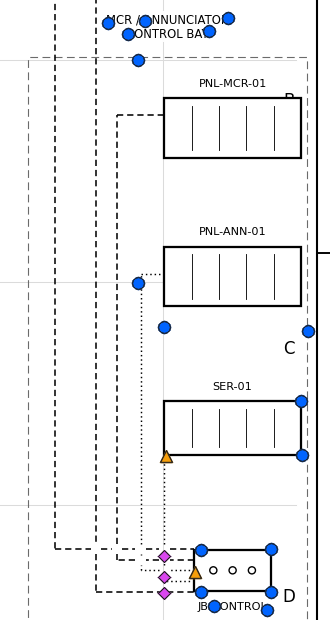 MCR / ANNUNCIATOR
CONTROL BAY
PNL-MCR-01
PNL-ANN-01
C
SER-01
D
JB-CONTROL